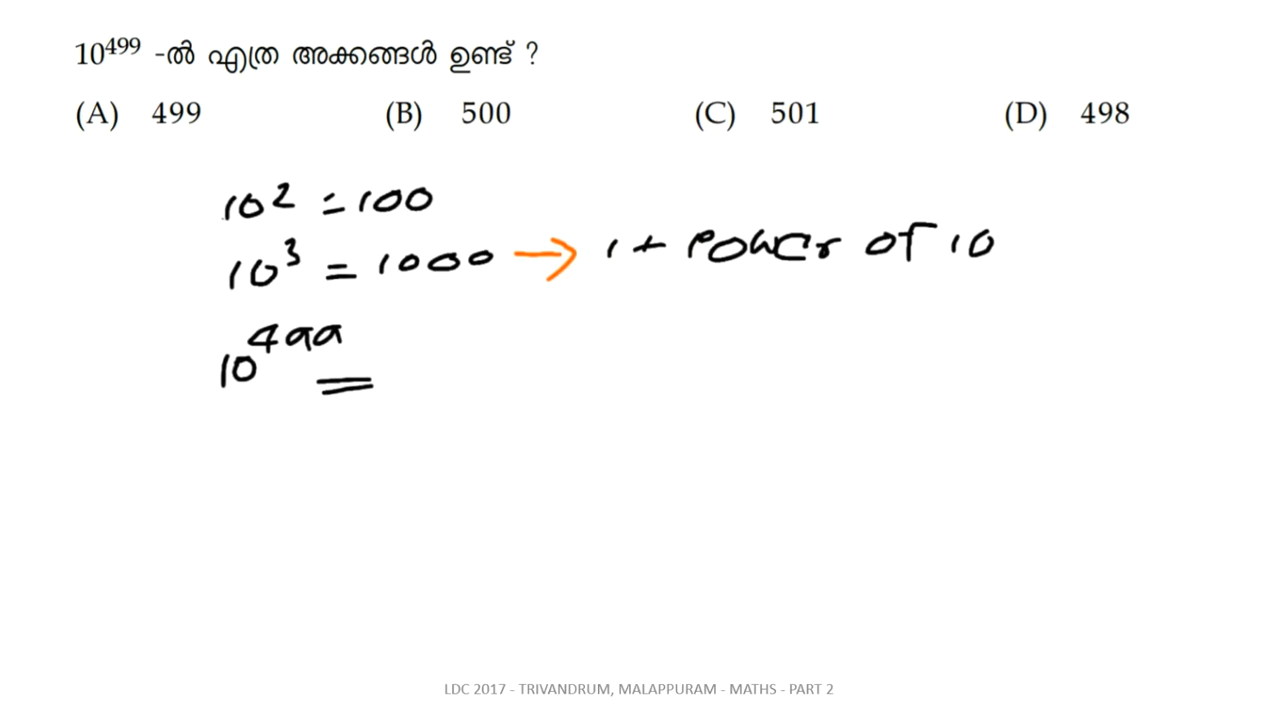 10⁴⁹⁹ -ൽ എത്ര അക്കങ്ങൾ ഉണ്ട് ?
(A) 499 (B) 500 (C) 501 (D) 498
10² = 100
10³ = 1000 → 1 + Power of 10
10⁴⁹⁹
LDC 2017 - TRIVANDRUM, MALAPPURAM - MATHS - PART 2